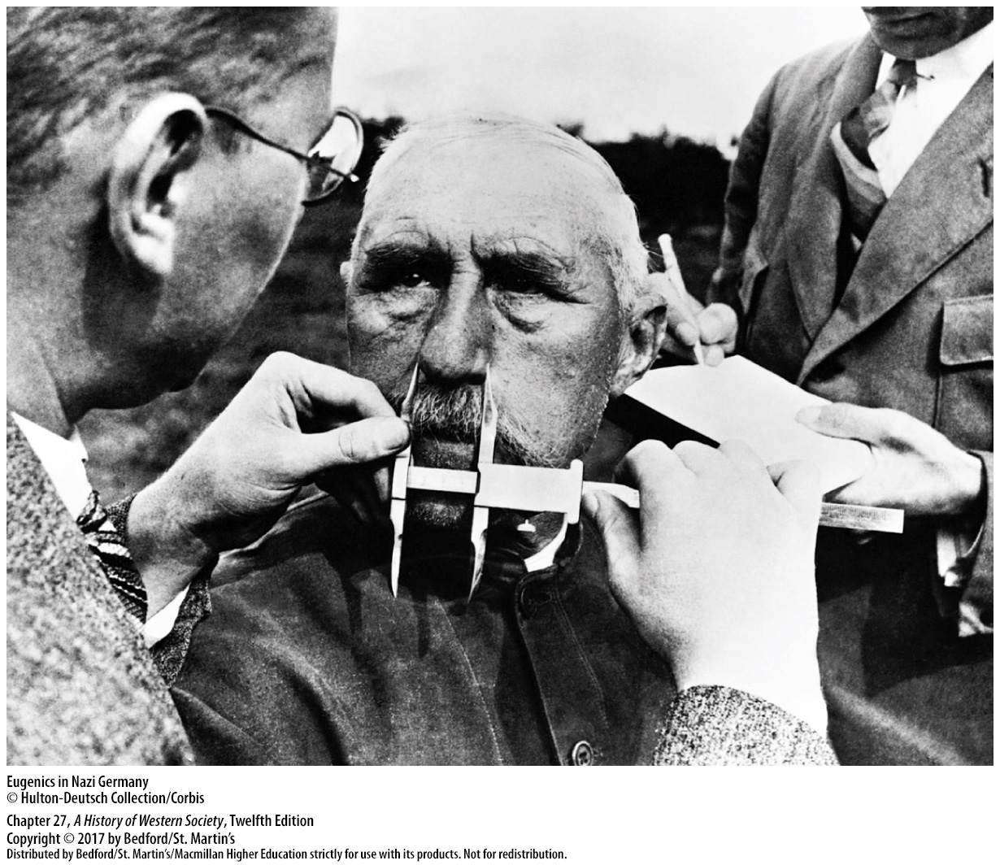 Eugenics in Nazi Germany
© Hulton-Deutsch Collection/Corbis
Chapter 27, A History of Western Society, Twelfth Edition
Copyright © 2017 by Bedford/St. Martin's
Distributed by Bedford/St. Martin's/Macmillan Higher Education strictly for use with its products. Not for redistribution.